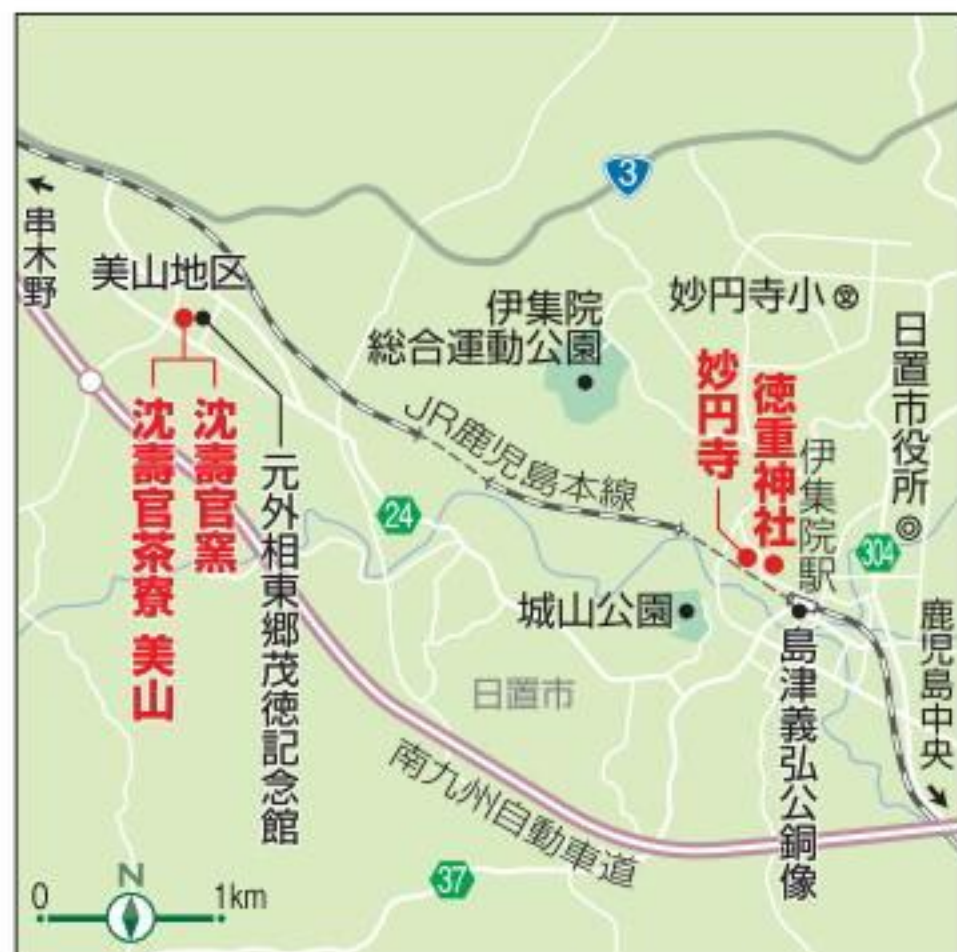 3
串木野
美山地区
伊集院
総合運動公園
妙円寺小
日置市役所
徳重神社
妙円寺
伊集院駅
JR鹿児島本線
沈壽官窯
沈壽官茶寮 美山
元外相東郷茂徳記念館
24
304
城山公園
日置市
島津義弘公銅像
鹿児島中央
南九州自動車道
37
N
0 1km